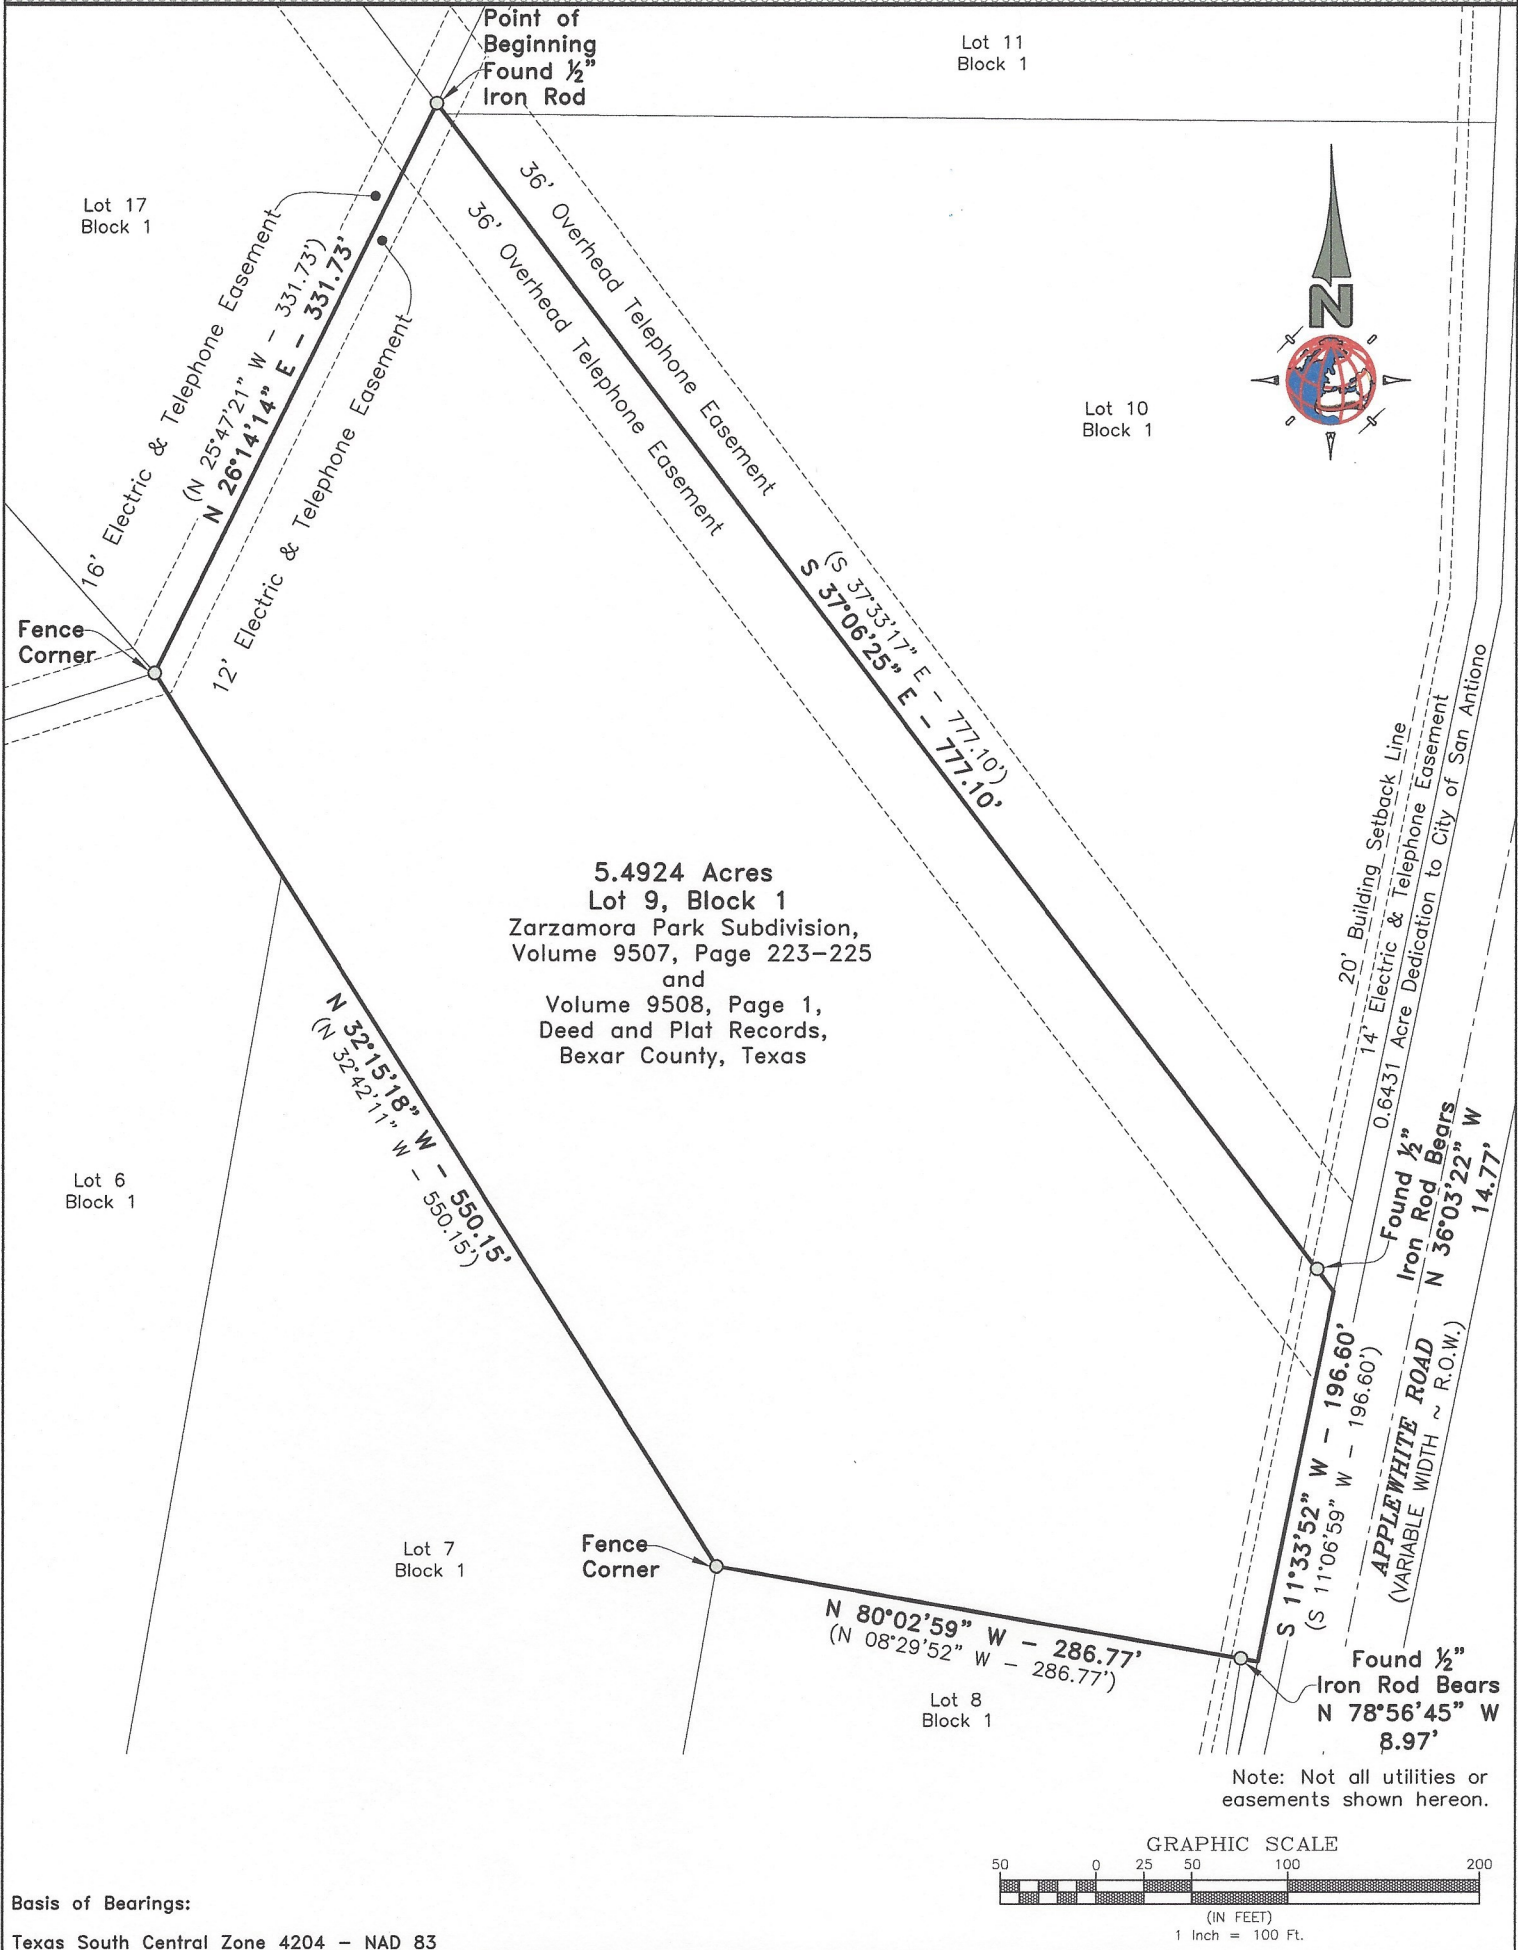 Point of
Beginning
Found ½"
Iron Rod
Lot 11
Block 1
Lot 17
Block 1
16' Electric & Telephone Easement
(N 25°47'21" W - 331.73')
N 26°14'14" E - 331.73'
12' Electric & Telephone Easement
36' Overhead Telephone Easement
36' Overhead Telephone Easement
N
Lot 10
Block 1
(S 37°33'17" E - 777.10')
S 37°06'25" E - 777.10'
Fence
Corner
20' Building Setback Line
14' Electric & Telephone Easement
0.6431 Acre Dedication to City of San Antiono
5.4924 Acres
Lot 9, Block 1
Zarzamora Park Subdivision,
Volume 9507, Page 223-225
and
Volume 9508, Page 1,
Deed and Plat Records,
Bexar County, Texas
N 32°15'18" W - 550.15'
(N 32°42'11" W - 550.15')
Lot 6
Block 1
Found ½"
Iron Rod Bears
N 36°03'22" W
14.77'
S 11°33'52" W - 196.60'
(S 11°06'59" W - 196.60')
APPLEWHITE ROAD
(VARIABLE WIDTH ~ R.O.W.)
Lot 7
Block 1
Fence
Corner
N 80°02'59" W - 286.77'
(N 08°29'52" W - 286.77')
Lot 8
Block 1
Found ½"
Iron Rod Bears
N 78°56'45" W
8.97'
Note: Not all utilities or
easements shown hereon.
GRAPHIC SCALE
50 0 25 50 100 200
(IN FEET)
1 Inch = 100 Ft.
Basis of Bearings:
Texas South Central Zone 4204 - NAD 83